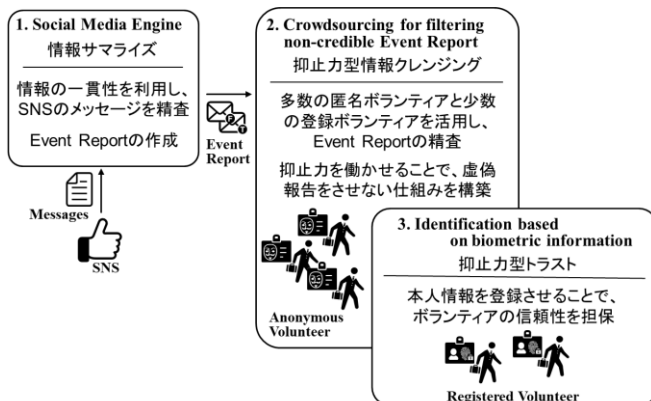 1. Social Media Engine
情報サマライズ
情報の一貫性を利用し、
SNSのメッセージを精査
Event Reportの作成
Messages
SNS
Event
Report
2. Crowdsourcing for filtering
non-credible Event Report
抑止力型情報クレンジング
多数の匿名ボランティアと少数
の登録ボランティアを活用し、
Event Reportの精査
抑止力を働かせることで、虚偽
報告をさせない仕組みを構築
Anonymous
Volunteer
3. Identification based
on biometric information
抑止力型トラスト
本人情報を登録させることで、
ボランティアの信頼性を担保
Registered Volunteer